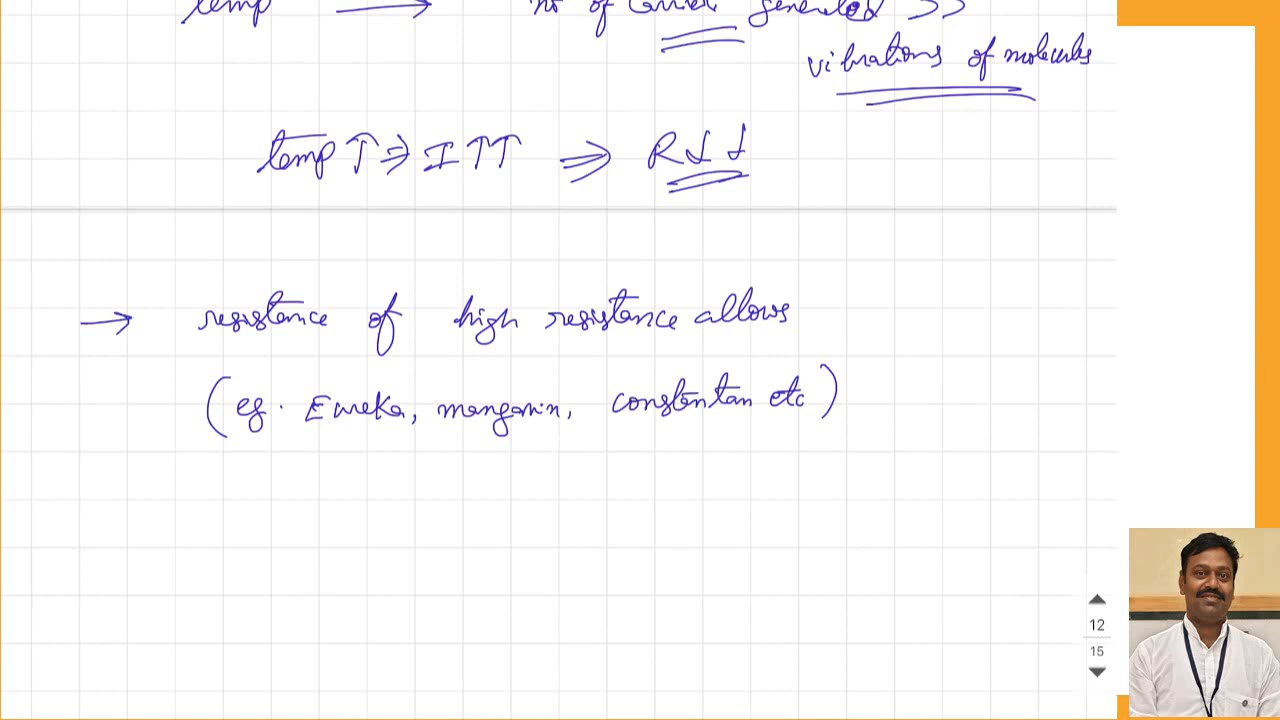 temp ⟶ no of carrier generated >>
vibrations of molecules
temp ↑ ⇒ I ↑↑ ⇒ R ↓↓
→ resistance of high resistance allows
(eg. Eureka, manganin, constantan etc)
12
15